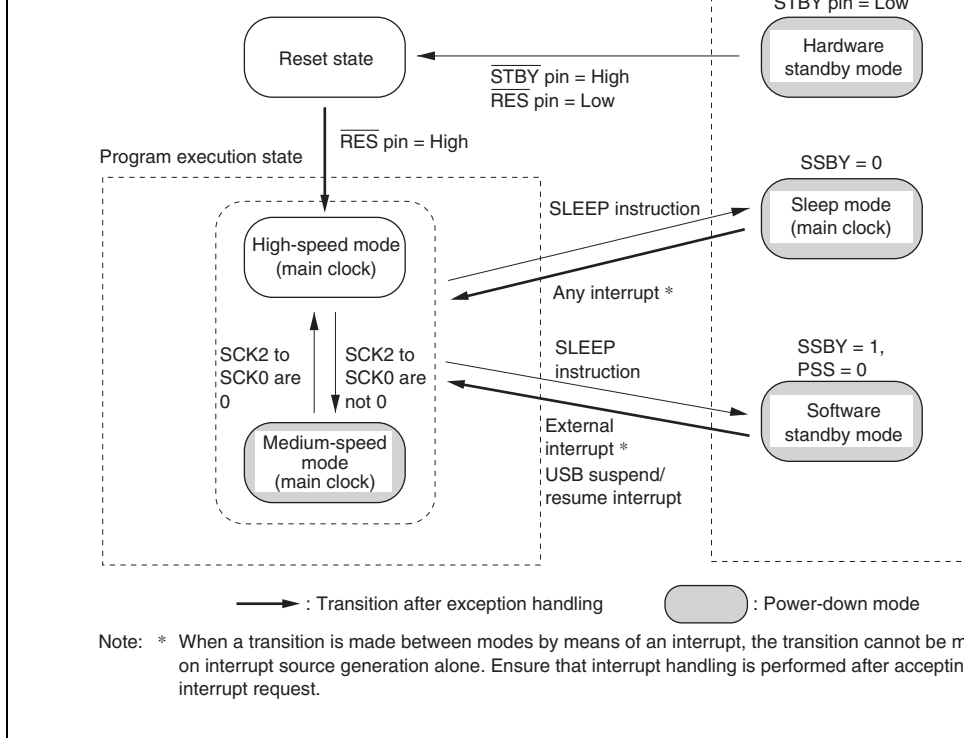 STBY pin = Low
Reset state
Hardware
standby mode
STBY pin = High
RES pin = Low
RES pin = High
Program execution state
SSBY = 0
SLEEP instruction
Sleep mode
(main clock)
High-speed mode
(main clock)
Any interrupt *
SCK2 to
SCK0 are
0
SCK2 to
SCK0 are
not 0
SLEEP
instruction
SSBY = 1,
PSS = 0
Software
standby mode
External
interrupt *
USB suspend/
resume interrupt
Medium-speed
mode
(main clock)
: Transition after exception handling
: Power-down mode
Note: * When a transition is made between modes by means of an interrupt, the transition cannot be
on interrupt source generation alone. Ensure that interrupt handling is performed after
interrupt request.